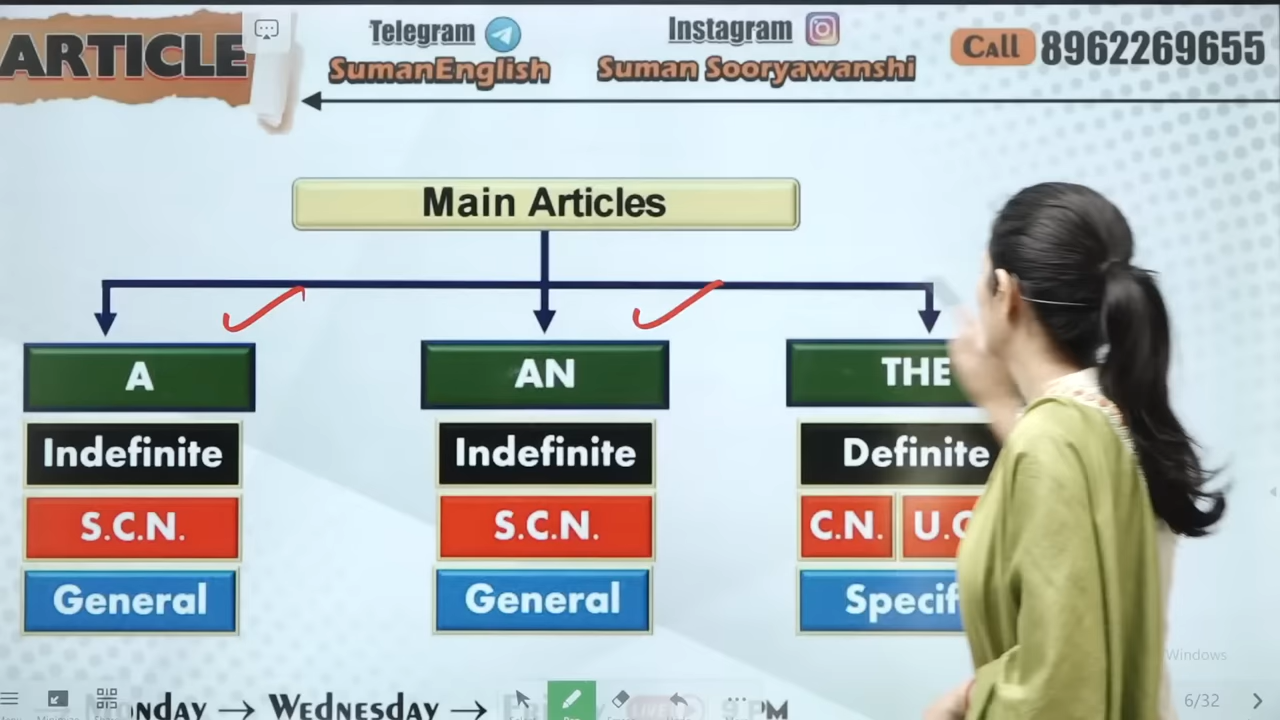 ARTICLE
Telegram
SumanEnglish
Instagram
Suman Sooryawanshi
Call 8962269655
Main Articles
A
AN
THE
Indefinite
Indefinite
Definite
S.C.N.
S.C.N.
C.N.
General
General
Windows
Wednesday
6/32